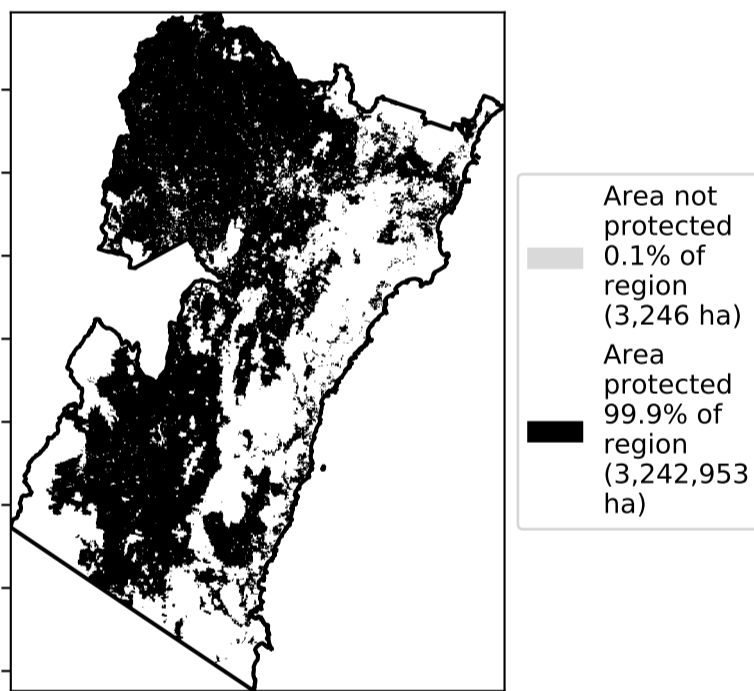 Area not
protected
0.1% of
region
(3,246 ha)
Area
protected
99.9% of
region
(3,242,953
ha)